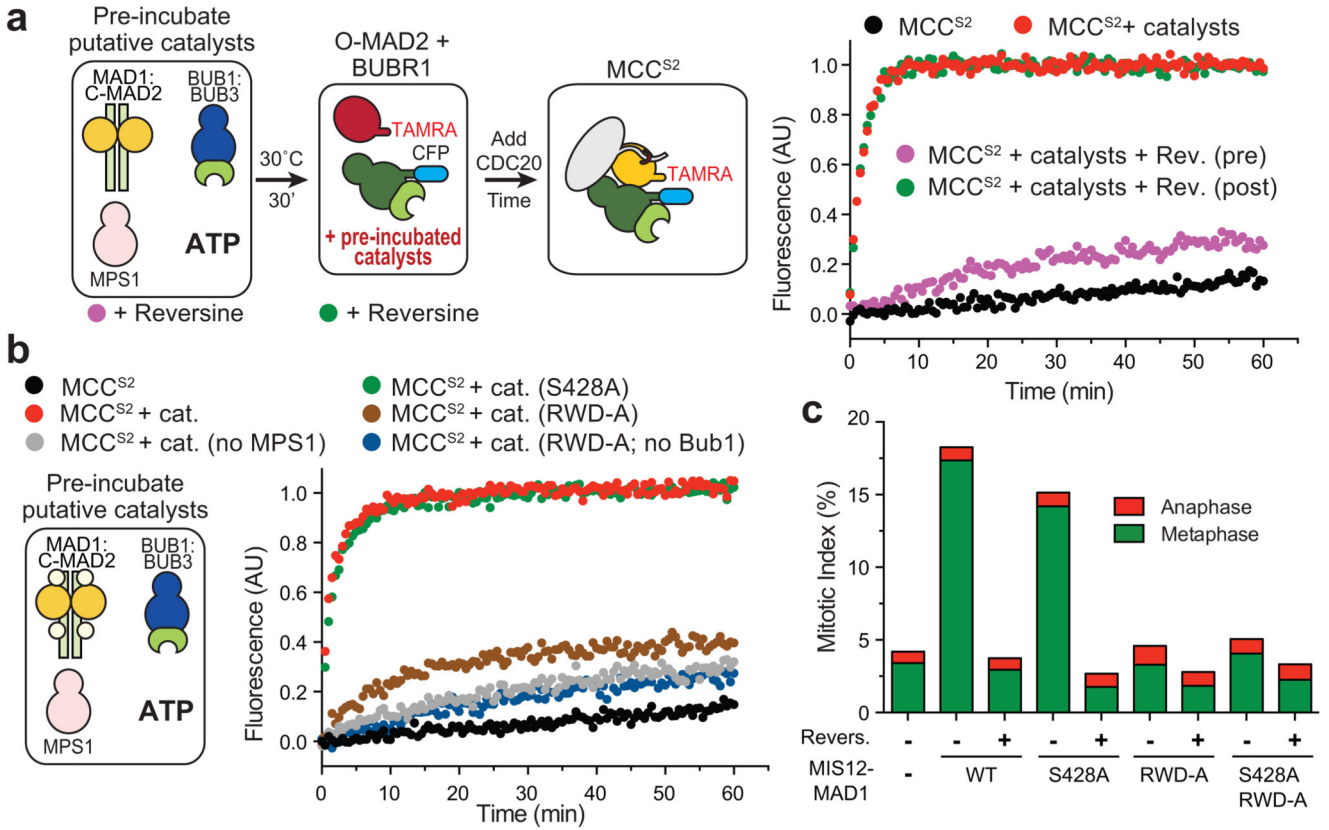 a
Pre-incubate
putative catalysts
MAD1:
C-MAD2
BUB1:
BUB3
MPS1
ATP
+ Reversine
30˚C
30’
O-MAD2 +
BUBR1
TAMRA
CFP
+ pre-incubated
catalysts
+ Reversine
Add
CDC20
Time
MCC^S2
TAMRA
MCC^S2
MCC^S2+ catalysts
MCC^S2 + catalysts + Rev. (pre)
MCC^S2 + catalysts + Rev. (post)
Fluorescence (AU)
1.0
0.8
0.6
0.4
0.2
0.0
0 10 20 30 40 50 60
Time (min)
b
MCC^S2
MCC^S2 + cat.
MCC^S2 + cat. (no MPS1)
MCC^S2 + cat. (S428A)
MCC^S2 + cat. (RWD-A)
MCC^S2 + cat. (RWD-A; no Bub1)
Pre-incubate
putative catalysts
MAD1:
C-MAD2
BUB1:
BUB3
MPS1
ATP
Fluorescence (AU)
1.0
0.8
0.6
0.4
0.2
0.0
0 10 20 30 40 50 60
Time (min)
c
Mitotic Index (%)
20
15
10
5
0
Anaphase
Metaphase
Revers. - - + - + - + - +
MIS12-
MAD1
- WT S428A RWD-A S428A
RWD-A